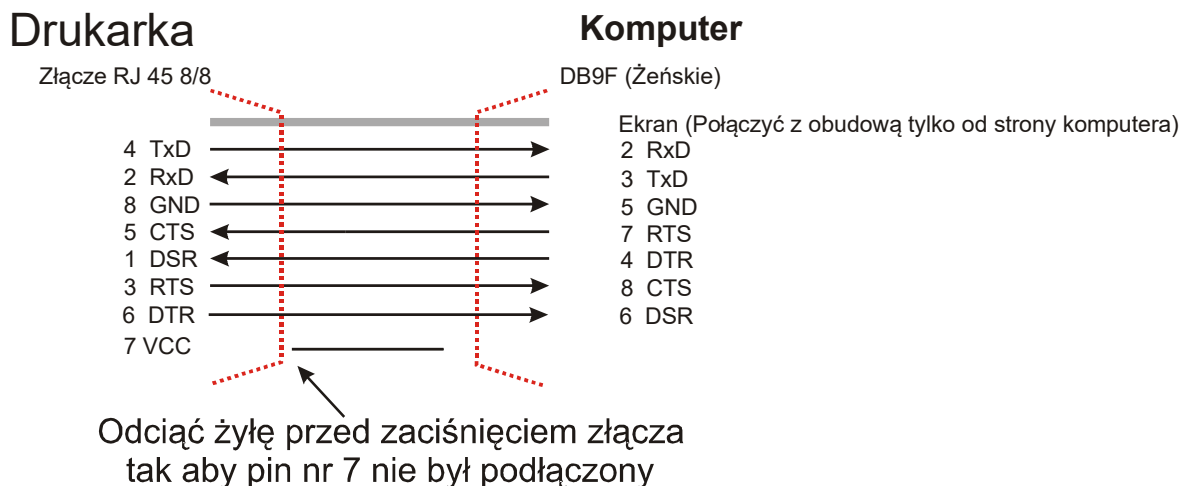 Drukarka
Komputer
Złącze RJ 45 8/8
DB9F (Żeńskie)
Ekran (Połączyć z obudową tylko od strony komputera)
4 TxD
2 RxD
2 RxD
3 TxD
8 GND
5 GND
5 CTS
7 RTS
1 DSR
4 DTR
3 RTS
8 CTS
6 DTR
6 DSR
7 VCC
Odciąć żyłę przed zaciśnięciem złącza
tak aby pin nr 7 nie był podłączony